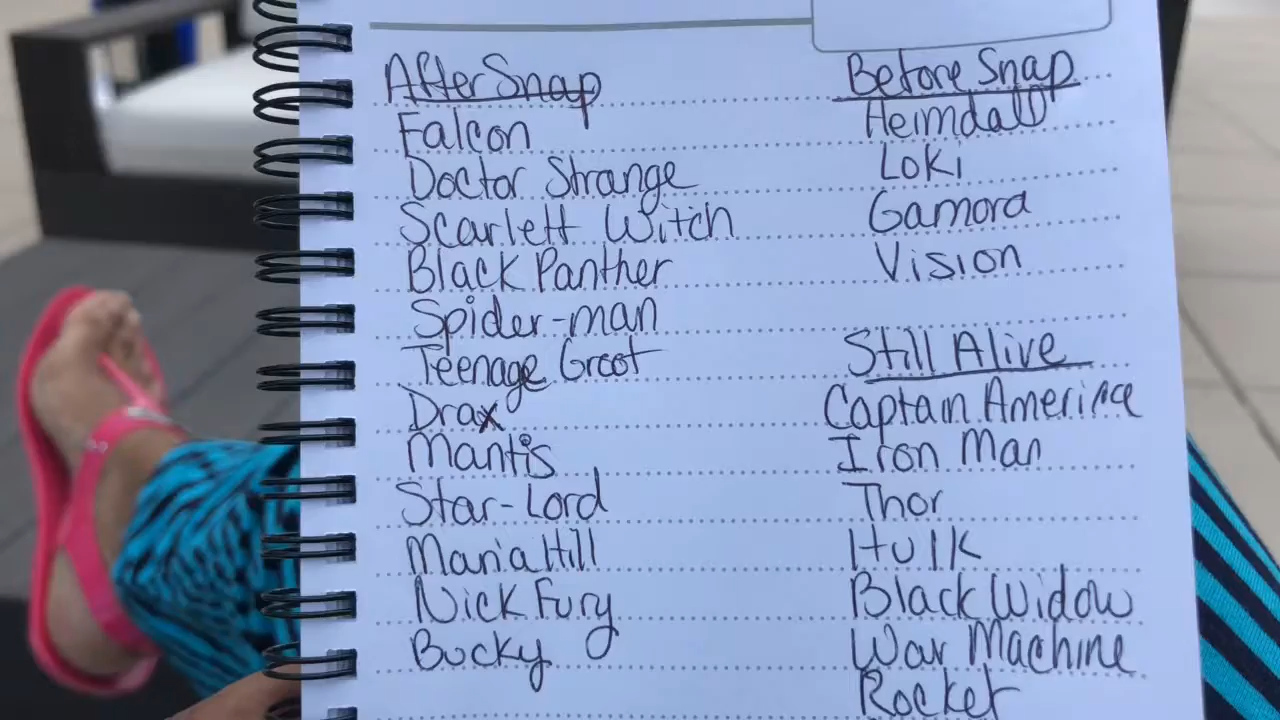 After Snap
Falcon
Doctor Strange
Scarlett Witch
Black Panther
Spider-man
Teenage Groot
Drax
Mantis
Star-Lord
Maria Hill
Nick Fury
Bucky
Before Snap
Heimdall
Loki
Gamora
Vision
Still Alive
Captain America
Iron Man
Thor
Hulk
Black Widow
War Machine
Rocket